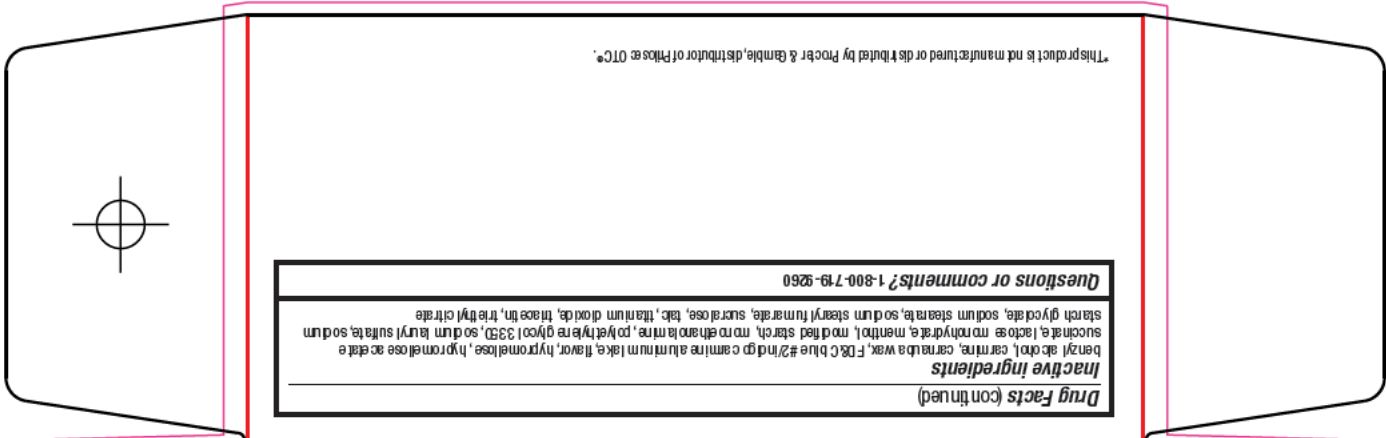 Drug Facts (continued)
Inactive ingredients
benzyl alcohol, carmine, carnauba wax, FD&C blue #2/indigo carmine aluminum lake, flavor, hypromellose, hypromellose acetate
succinate, lactose monohydrate, menthol, modified starch, monoethanolamine, polyethylene glycol 3350, sodium lauryl sulfate, sodium
starch glycolate, sodium stearate, sodium stearyl fumarate, sucralose, talc, titanium dioxide, triacetin, triethyl citrate
Questions or comments? 1-800-719-9260
*This product is not manufactured or distributed by Procter & Gamble, distributor of Prilosec OTC®.